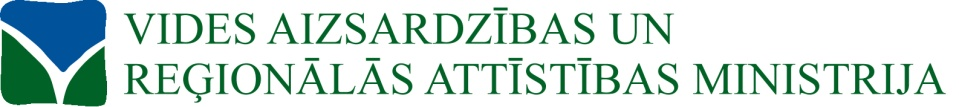 VIDES AIZSARDZĪBAS UN
REĢIONĀLĀS ATTĪSTĪBAS MINISTRIJA